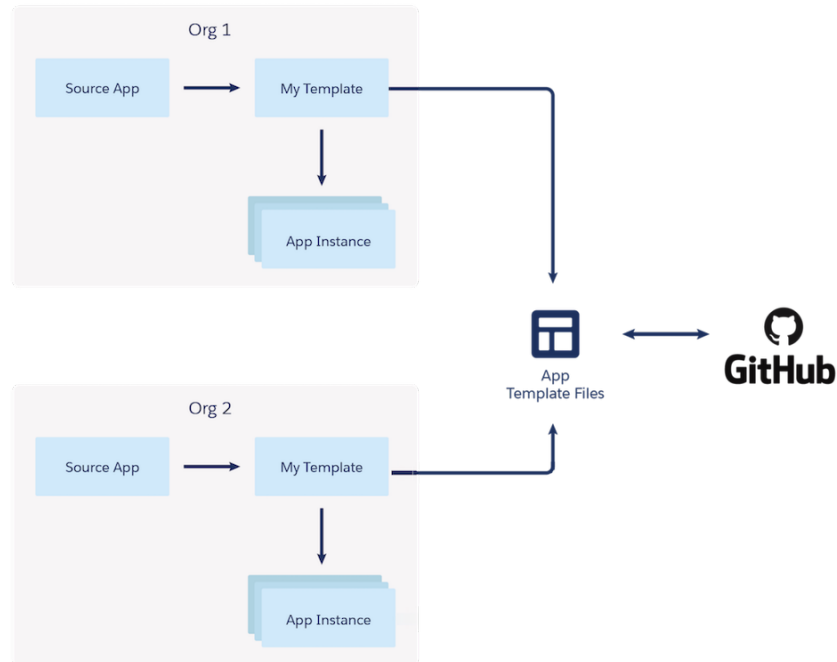 Org 1
Source App
My Template
App Instance
App
Template Files
GitHub
Org 2
Source App
My Template
App Instance